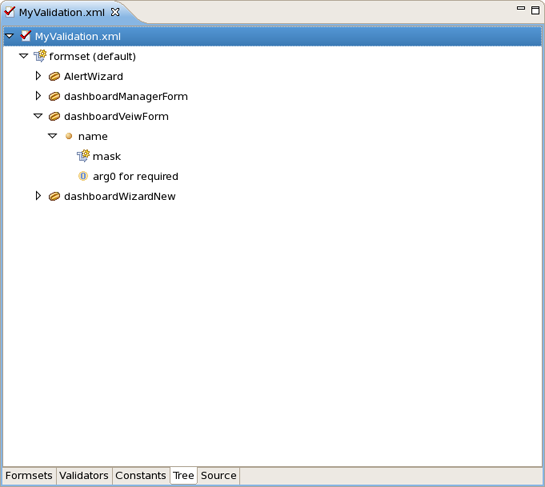 MyValidation.xml
MyValidation.xml
formset (default)
AlertWizard
dashboardManagerForm
dashboardVeiwForm
name
mask
arg0 for required
dashboardWizardNew
Formsets Validators Constants Tree Source